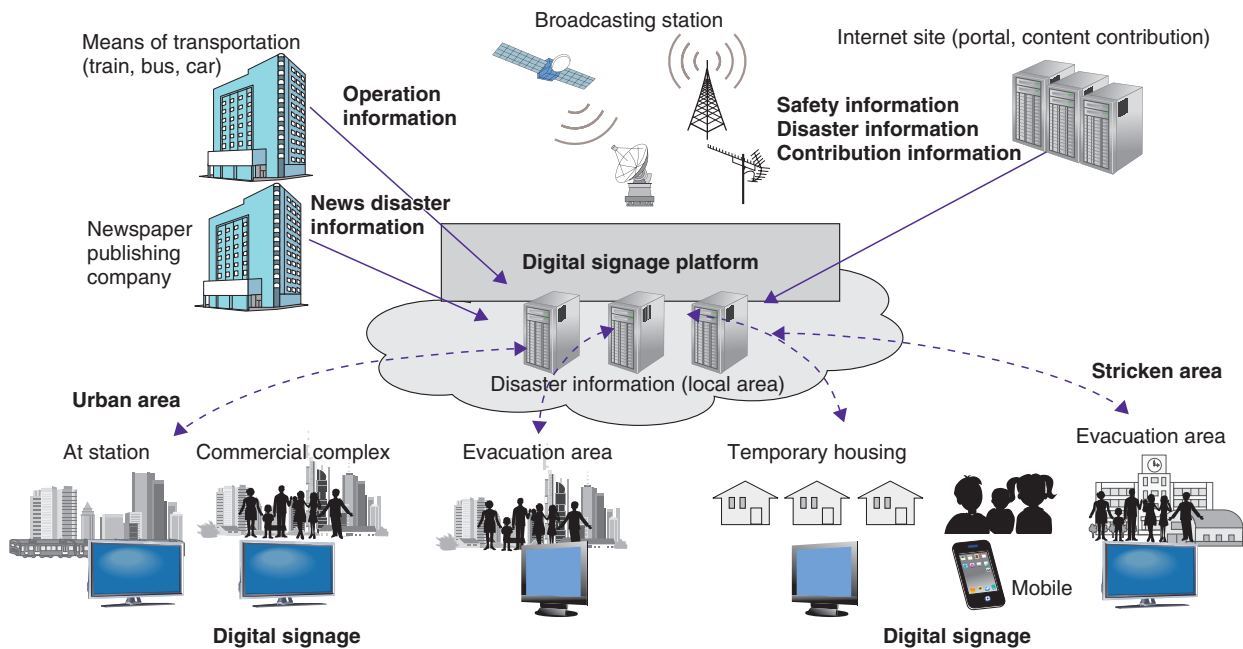 Broadcasting station
Means of transportation
(train, bus, car)
Internet site (portal, content contribution)
Operation
information
Safety information
Disaster information
Contribution information
News disaster
information
Newspaper
publishing
company
Digital signage platform
Disaster information (local area)
Urban area
Stricken area
At station
Commercial complex
Evacuation area
Temporary housing
Evacuation area
Mobile
Digital signage
Digital signage